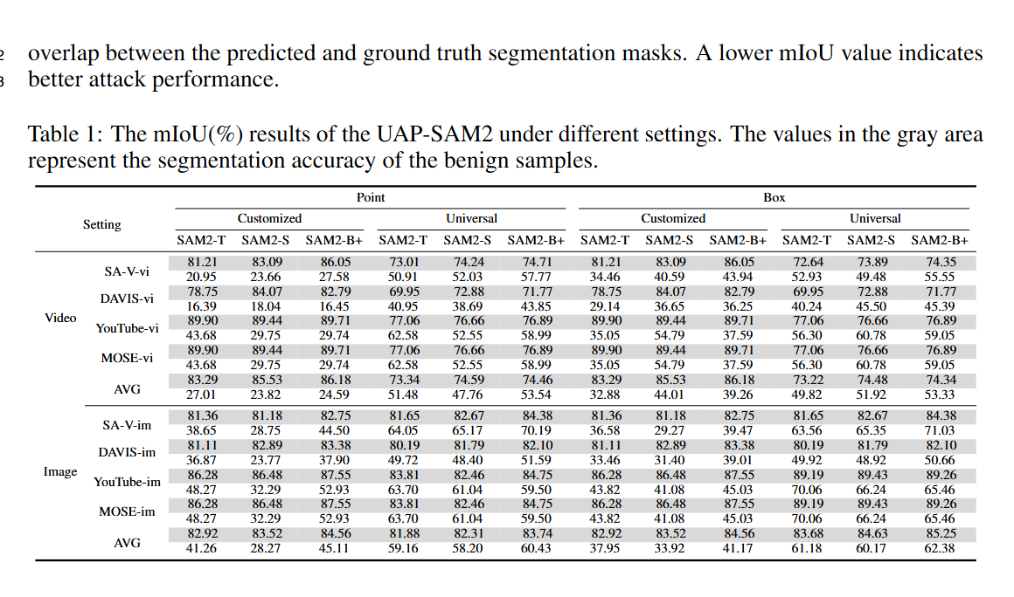 2 overlap between the predicted and ground truth segmentation masks. A lower mIoU value indicates
3 better attack performance.
Table 1: The mIoU(%) results of the UAP-SAM2 under different settings. The values in the gray area
represent the segmentation accuracy of the benign samples.
Setting Point Box
Customized Universal Customized Universal
SAM2-T SAM2-S SAM2-B+ SAM2-T SAM2-S SAM2-B+ SAM2-T SAM2-S SAM2-B+ SAM2-T SAM2-S SAM2-B+
Video
SA-V-vi
81.21 83.09 86.05 73.01 74.24 74.71 81.21 83.09 86.05 72.64 73.89 74.35
20.95 23.66 27.58 50.91 52.03 57.77 34.46 40.59 43.94 52.93 49.48 55.55
DAVIS-vi
78.75 84.07 82.79 69.95 72.88 71.77 78.75 84.07 82.79 69.95 72.88 71.77
16.39 18.04 16.45 40.95 38.69 43.85 29.14 36.65 36.25 40.24 45.50 45.39
YouTube-vi
89.90 89.44 89.71 77.06 76.66 76.89 89.90 89.44 89.71 77.06 76.66 76.89
43.68 29.75 29.74 62.58 52.55 58.99 35.05 54.79 37.59 56.30 60.78 59.05
MOSE-vi
89.90 89.44 89.71 77.06 76.66 76.89 89.90 89.44 89.71 77.06 76.66 76.89
43.68 29.75 29.74 62.58 52.55 58.99 35.05 54.79 37.59 56.30 60.78 59.05
AVG
83.29 85.53 86.18 73.34 74.59 74.46 83.29 85.53 86.18 73.22 74.48 74.34
27.01 23.82 24.59 51.48 47.76 53.54 32.88 44.01 39.26 49.82 51.92 53.33
Image
SA-V-im
81.36 81.18 82.75 81.65 82.67 84.38 81.36 81.18 82.75 81.65 82.67 84.38
38.65 28.75 44.50 64.05 65.17 70.19 36.58 29.27 39.47 63.56 65.35 71.03
DAVIS-im
81.11 82.89 83.38 80.19 81.79 82.10 81.11 82.89 83.38 80.19 81.79 82.10
36.87 23.77 37.90 49.72 48.40 51.59 33.46 31.40 39.01 49.92 48.92 50.66
YouTube-im
86.28 86.48 87.55 83.81 82.46 84.75 86.28 86.48 87.55 89.19 89.43 89.26
48.27 32.29 52.93 63.70 61.04 59.50 43.82 41.08 45.03 70.06 66.24 65.46
MOSE-im
86.28 86.48 87.55 83.81 82.46 84.75 86.28 86.48 87.55 89.19 89.43 89.26
48.27 32.29 52.93 63.70 61.04 59.50 43.82 41.08 45.03 70.06 66.24 65.46
AVG
82.92 83.52 84.56 81.88 82.31 83.74 82.92 83.52 84.56 83.68 84.63 85.25
41.26 28.27 45.11 59.16 58.20 60.43 37.95 33.92 41.17 61.18 60.17 62.38